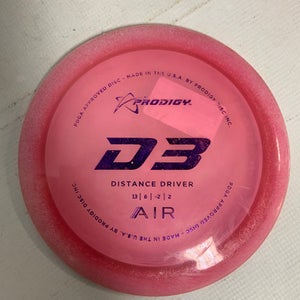 PDGA APPROVED DISC - MADE IN THE U.S.A. BY PRODIGY DISC INC.
PRODIGY
D3
DISTANCE DRIVER
13 | 6 | -2 | 2
AIR
PDGA APPROVED DISC - MADE IN THE U.S.A. BY PRODIGY DISC INC